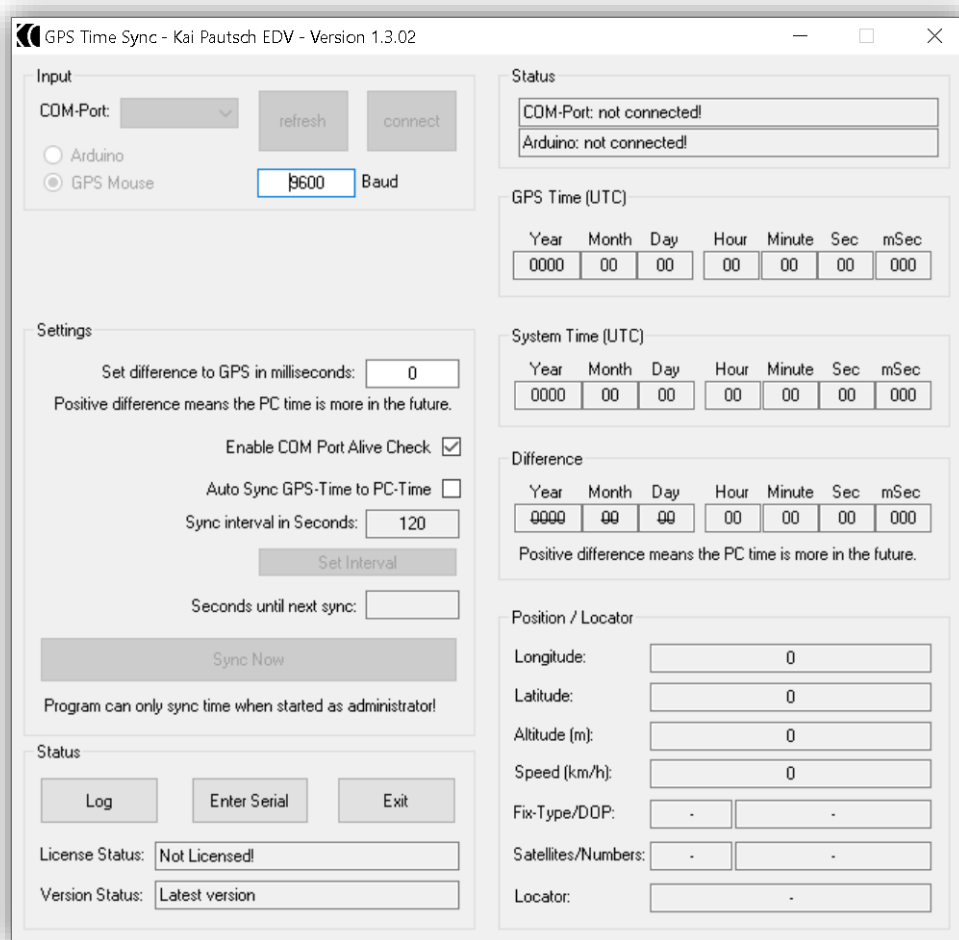 GPS Time Sync - Kai Pautsch EDV - Version 1.3.02
Input
COM-Port:
refresh
connect
Arduino
GPS Mouse
9600 Baud
Settings
Set difference to GPS in milliseconds: 0
Positive difference means the PC time is more in the future.
Enable COM Port Alive Check
Auto Sync GPS-Time to PC-Time
Sync interval in Seconds: 120
Set Interval
Seconds until next sync:
Sync Now
Program can only sync time when started as administrator!
Status
Log Enter Serial Exit
License Status: Not Licensed!
Version Status: Latest version
Status
COM-Port: not connected!
Arduino: not connected!
GPS Time (UTC)
Year Month Day Hour Minute Sec mSec
0000 00 00 00 00 00 000
System Time (UTC)
Year Month Day Hour Minute Sec mSec
0000 00 00 00 00 00 000
Difference
Year Month Day Hour Minute Sec mSec
0000 00 00 00 00 00 000
Positive difference means the PC time is more in the future.
Position / Locator
Longitude: 0
Latitude: 0
Altitude (m): 0
Speed (km/h): 0
Fix-Type/DOP: - -
Satellites/Numbers: - -
Locator: -